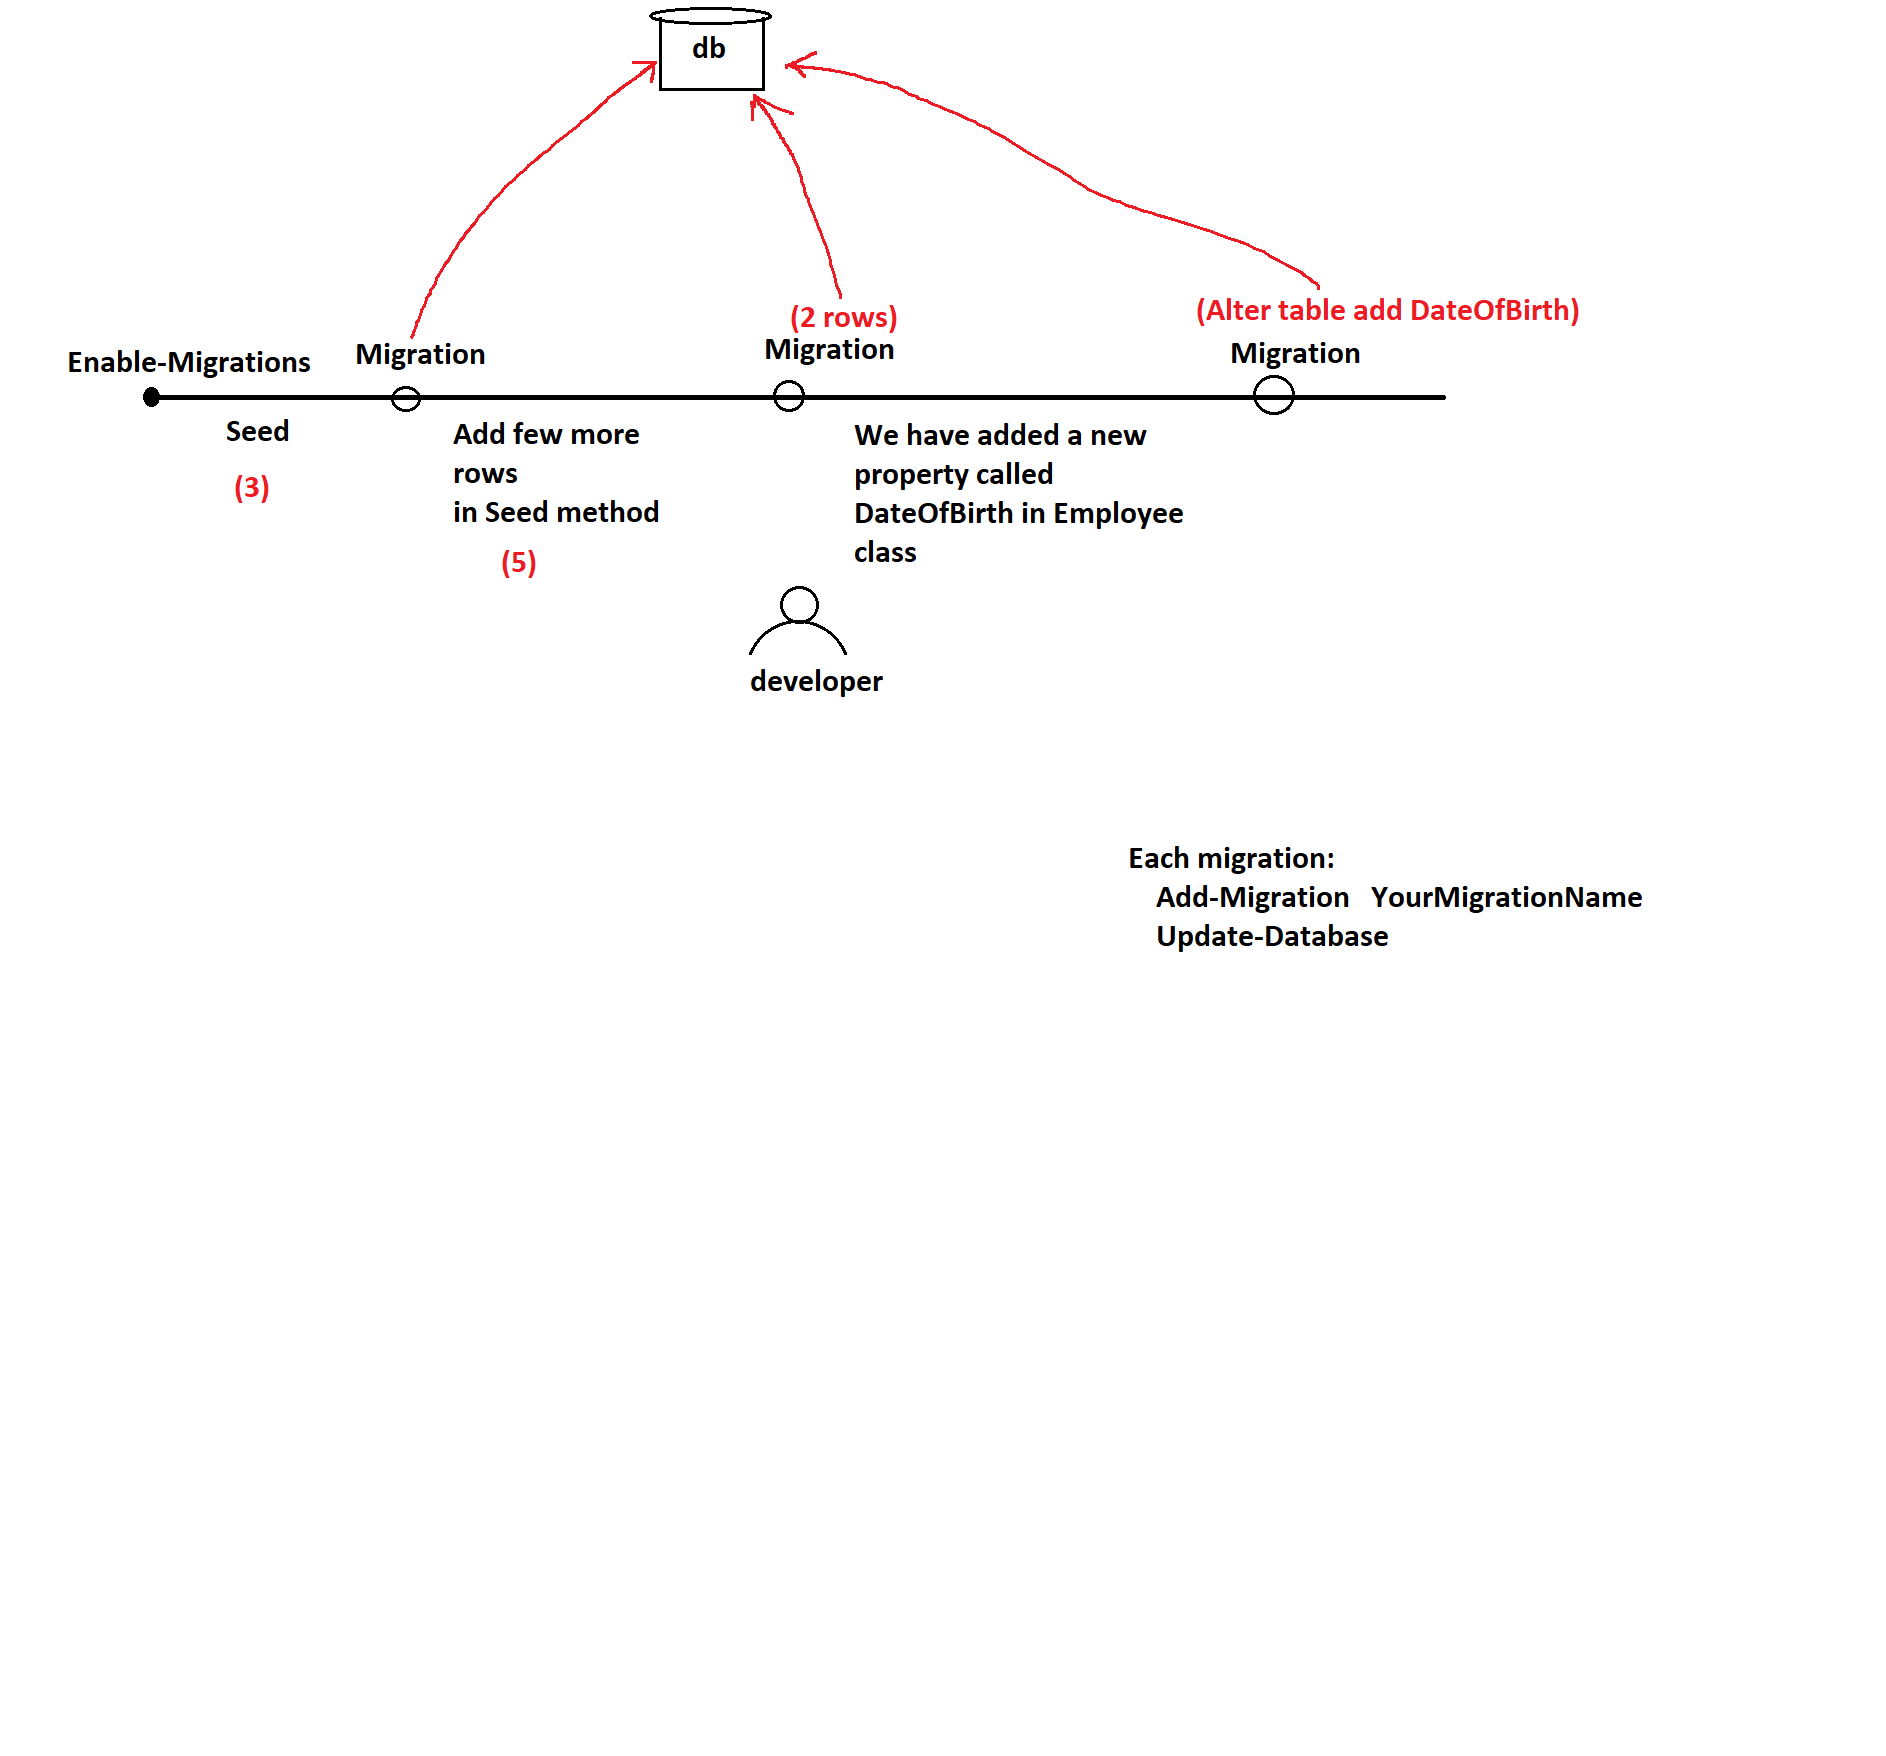 db
(2 rows)
(Alter table add DateOfBirth)
Enable-Migrations
Migration
Migration
Migration
Seed
(3)
Add few more
rows
in Seed method
(5)
We have added a new
property called
DateOfBirth in Employee
class
developer
Each migration:
Add-Migration   YourMigrationName
Update-Database